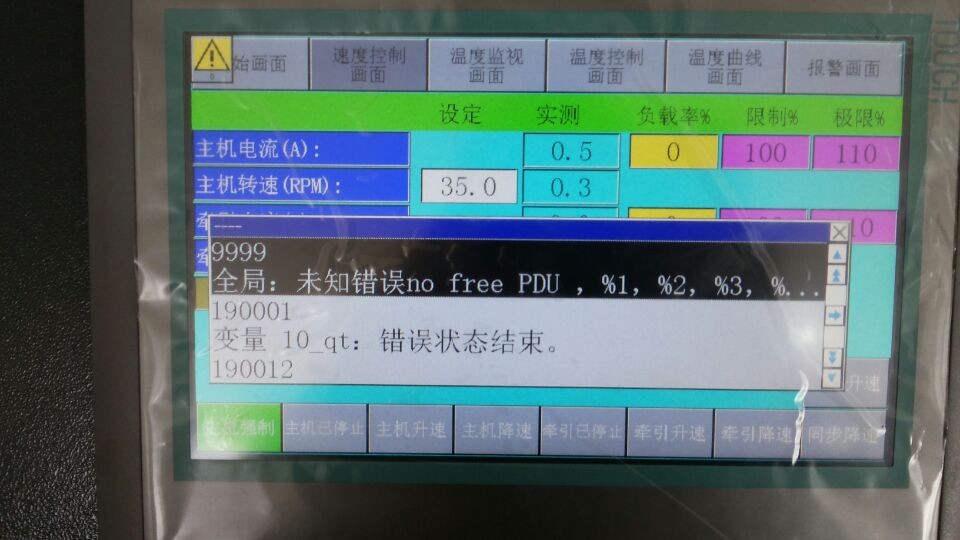 TOUCH
始画面
速度控制
画面
温度监视
画面
温度控制
画面
温度曲线
画面
报警画面
0
设定 实测 负载率% 限制% 极限%
主机电流(A): 0.5 0 100 110
主机转速(RPM): 35.0 0.3
----
9999
全局: 未知错误no free PDU , %1, %2, %3, %...
190001
变量 10_qt: 错误状态结束。
190012
升速
强制 主机已停止 主机升速 主机降速 牵引已停止 牵引升速 牵引降速 同步降速